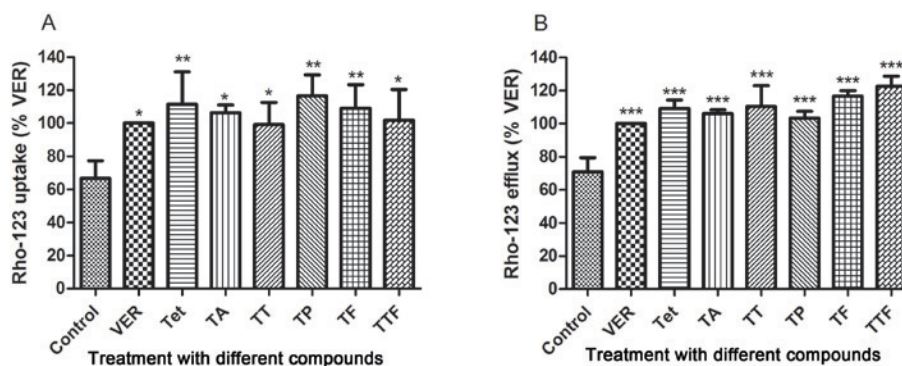 A
Rho-123 uptake (% VER)
140
120
100
80
60
40
20
0
** ** **
* * * *
Control VER Tet TA TT TP TF TTF
Treatment with different compounds
B
Rho-123 efflux (% VER)
140
120
100
80
60
40
20
0
*** *** *** *** *** *** ***
Control VER Tet TA TT TP TF TTF
Treatment with different compounds